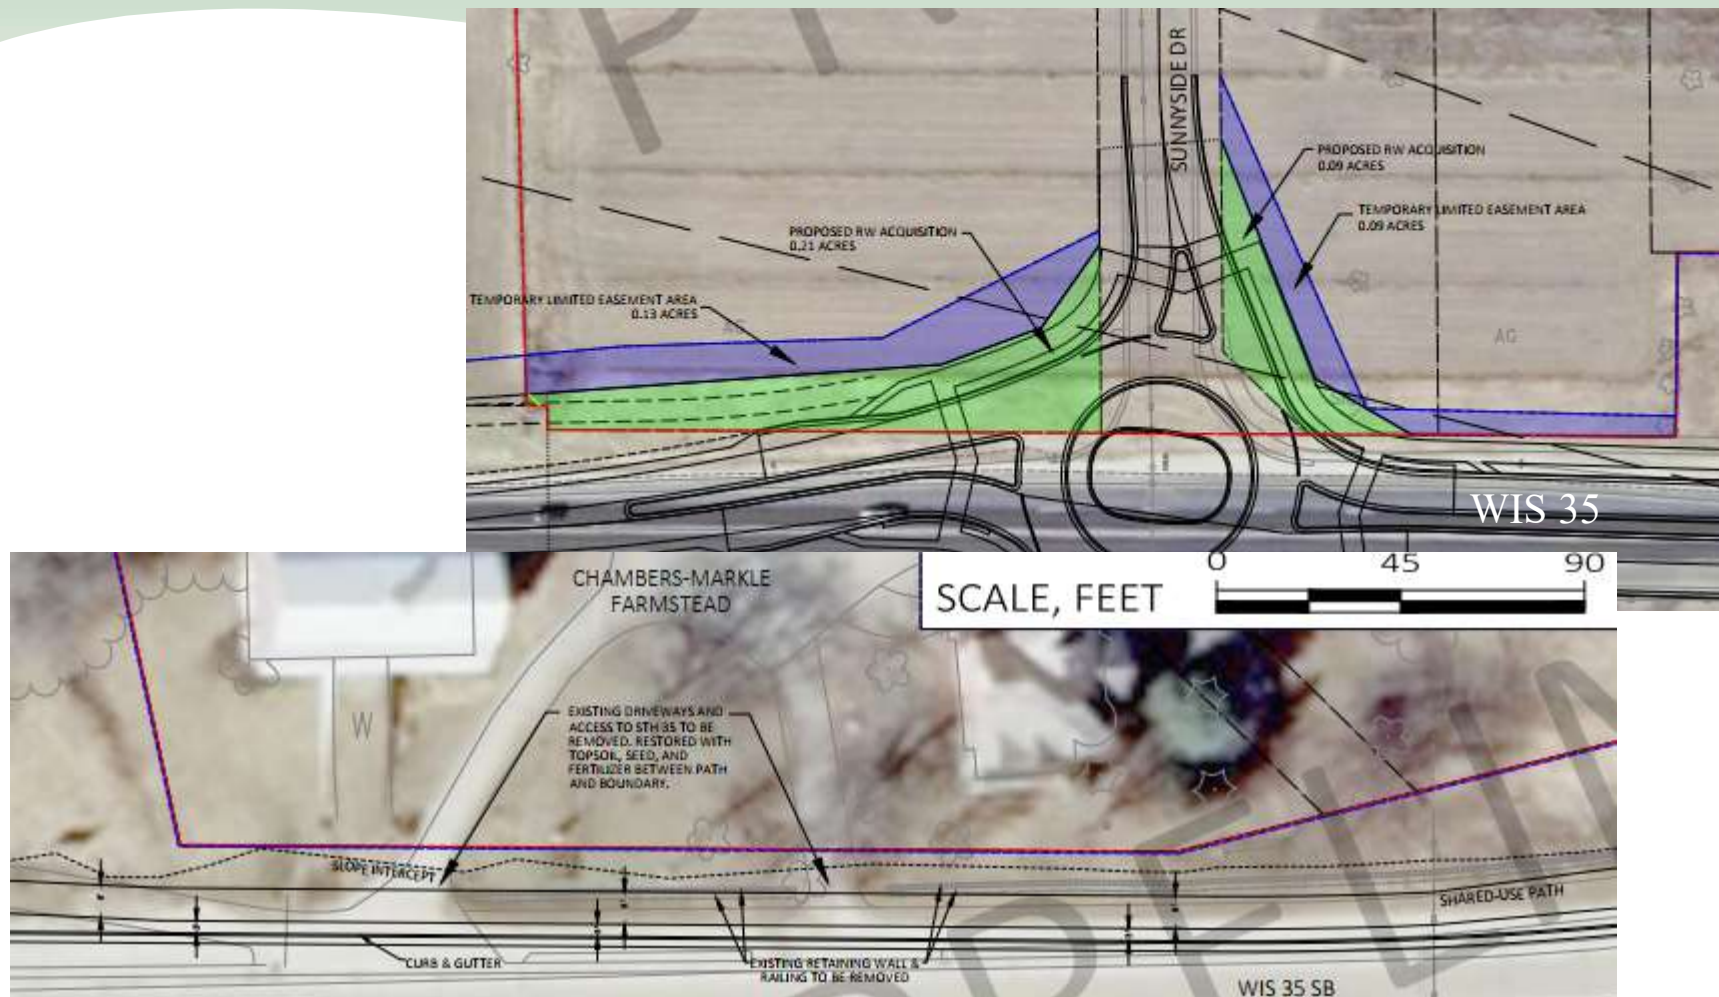 SUNNYSIDE DR
PROPOSED RW ACQUISITION
0.09 ACRES
TEMPORARY LIMITED EASEMENT AREA
0.09 ACRES
PROPOSED RW ACQUISITION
0.21 ACRES
TEMPORARY LIMITED EASEMENT AREA
0.13 ACRES
AG
AG
WIS 35
CHAMBERS-MARKLE
FARMSTEAD
SCALE, FEET
0 45 90
W
EXISTING DRIVEWAYS AND
ACCESS TO STH 35 TO BE
REMOVED. RESTORED WITH
TOPSOIL, SEED, AND
FERTILIZER BETWEEN PATH
AND BOUNDARY.
SLOPE INTERCEPT
SHARED-USE PATH
CURB & GUTTER
EXISTING RETAINING WALL &
RAILING TO BE REMOVED
WIS 35 SB
PRELIM